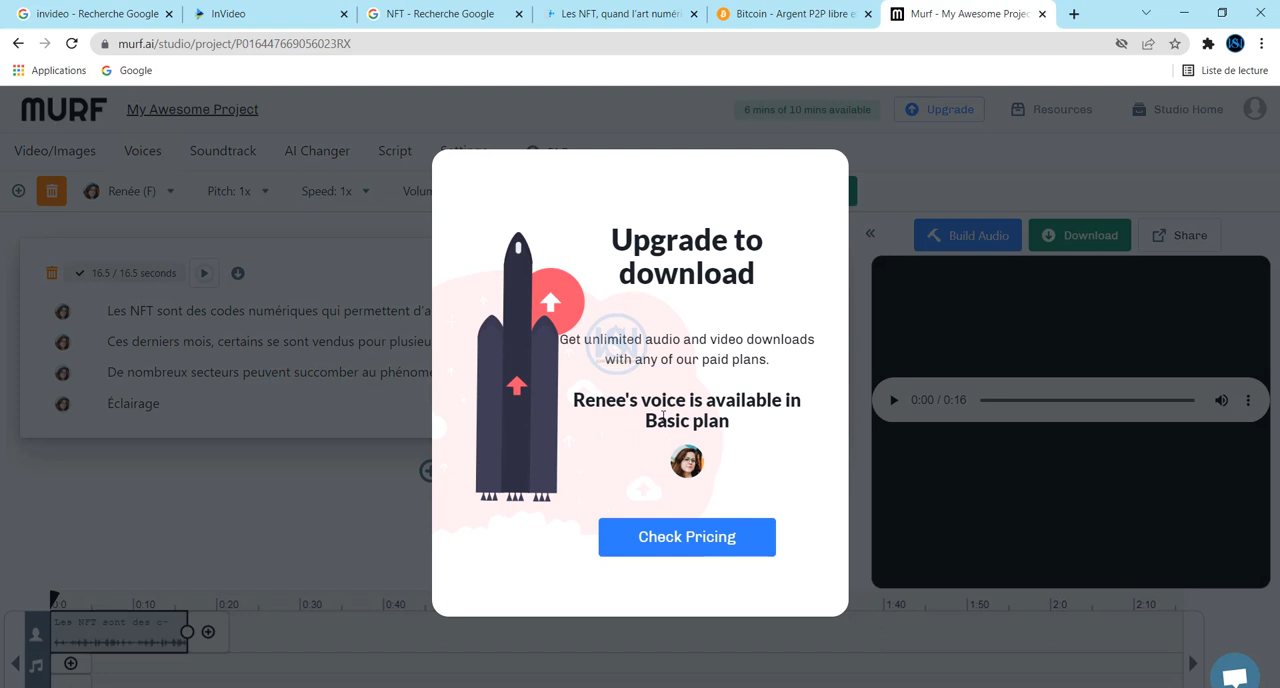 invideo - Recherche Google
InVideo
NFT - Recherche Google
Les NFT, quand l'art numéri
Bitcoin - Argent P2P libre e
Murf - My Awesome Projec
murf.ai/studio/project/P016447669056023RX
Applications
Google
Liste de lecture
MURF
My Awesome Project
6 mins of 10 mins available
Upgrade
Resources
Studio Home
Video/Images
Voices
Soundtrack
AI Changer
Script
Renée (F)
Pitch: 1x
Speed: 1x
Volum
Build Audio
Download
Share
16.5 / 16.5 seconds
Les NFT sont des codes numériques qui permettent d'a
Ces derniers mois, certains se sont vendus pour plusieu
De nombreux secteurs peuvent succomber au phénome
Éclairage
Upgrade to
download
Get unlimited audio and video downloads
with any of our paid plans.
Renee's voice is available in
Basic plan
Check Pricing
0:00 / 0:16
0:10
0:20
0:30
0:40
1:40
1:50
2:0
2:10
Les NFT sont des c-